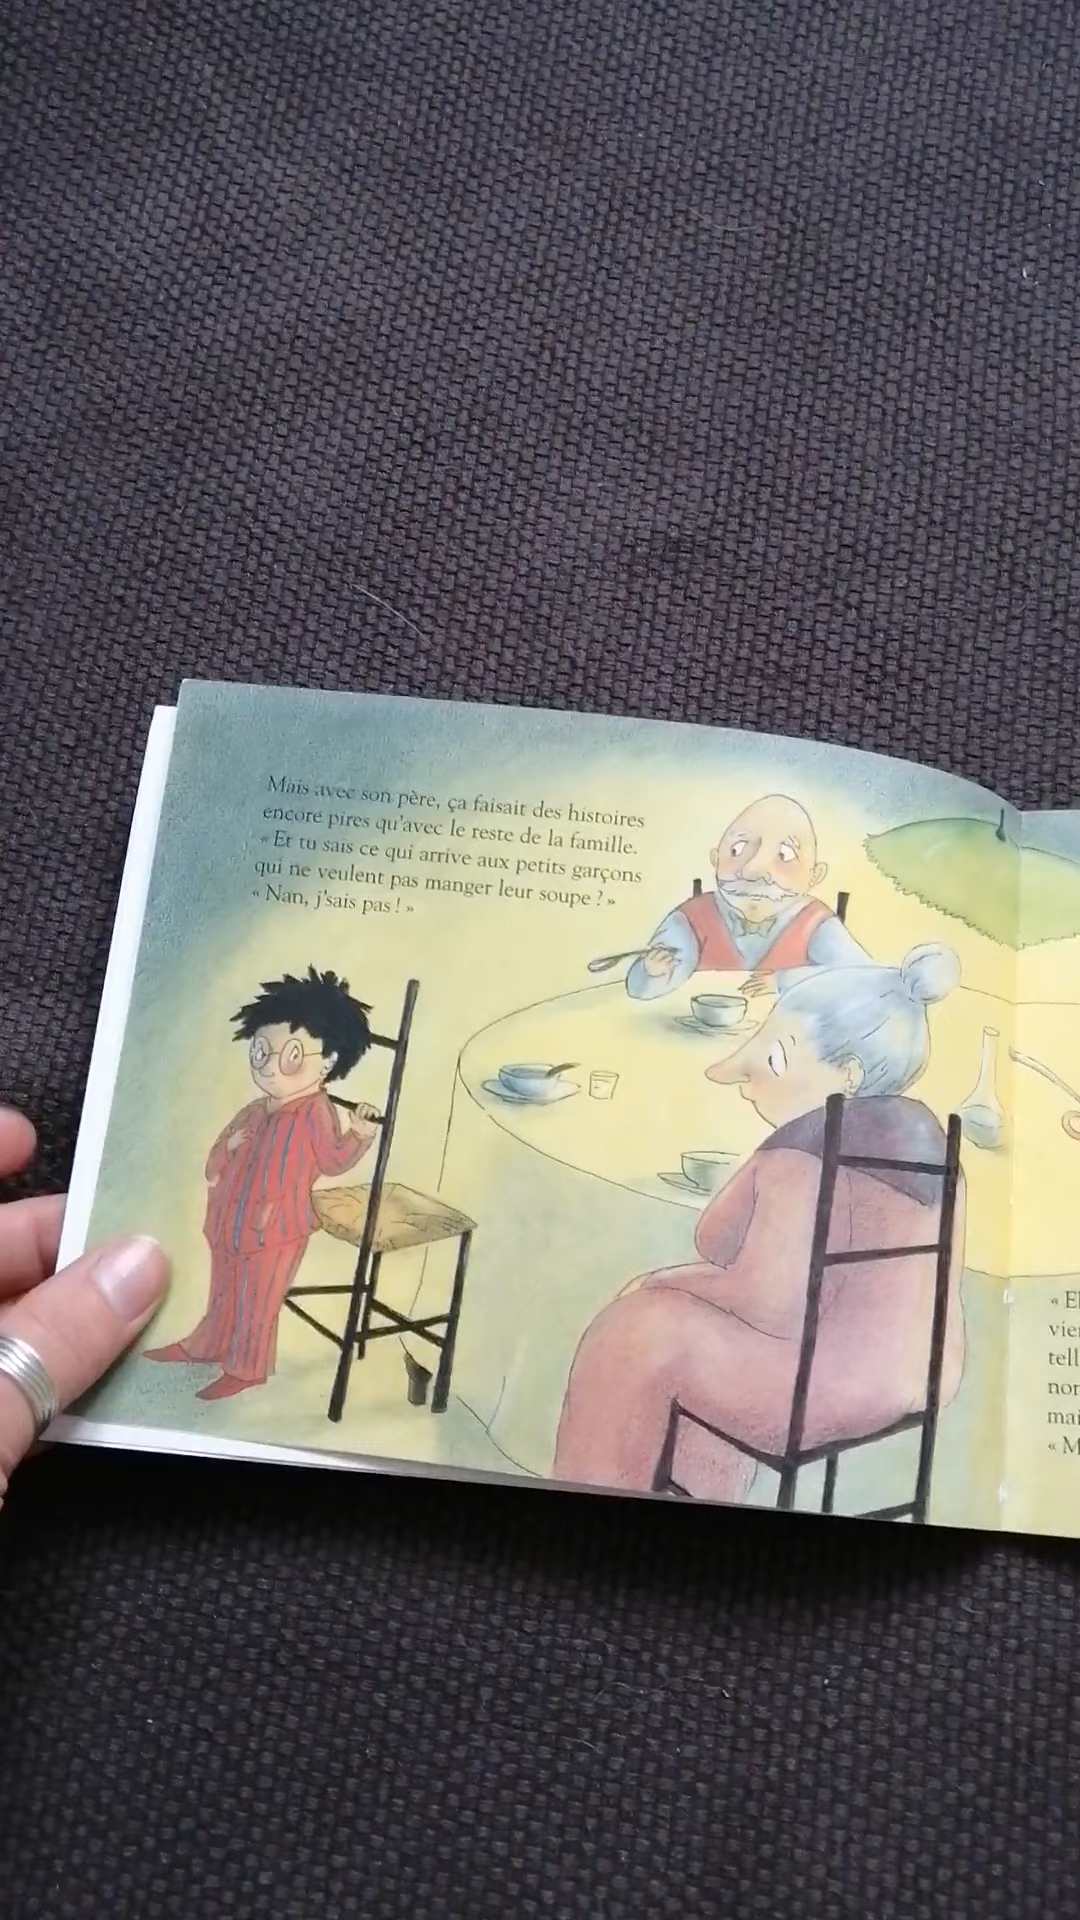 Mais avec son père, ça faisait des histoires
encore pires qu'avec le reste de la famille.
« Et tu sais ce qui arrive aux petits garçons
qui ne veulent pas manger leur soupe ? »
« Nan, j'sais pas ! »